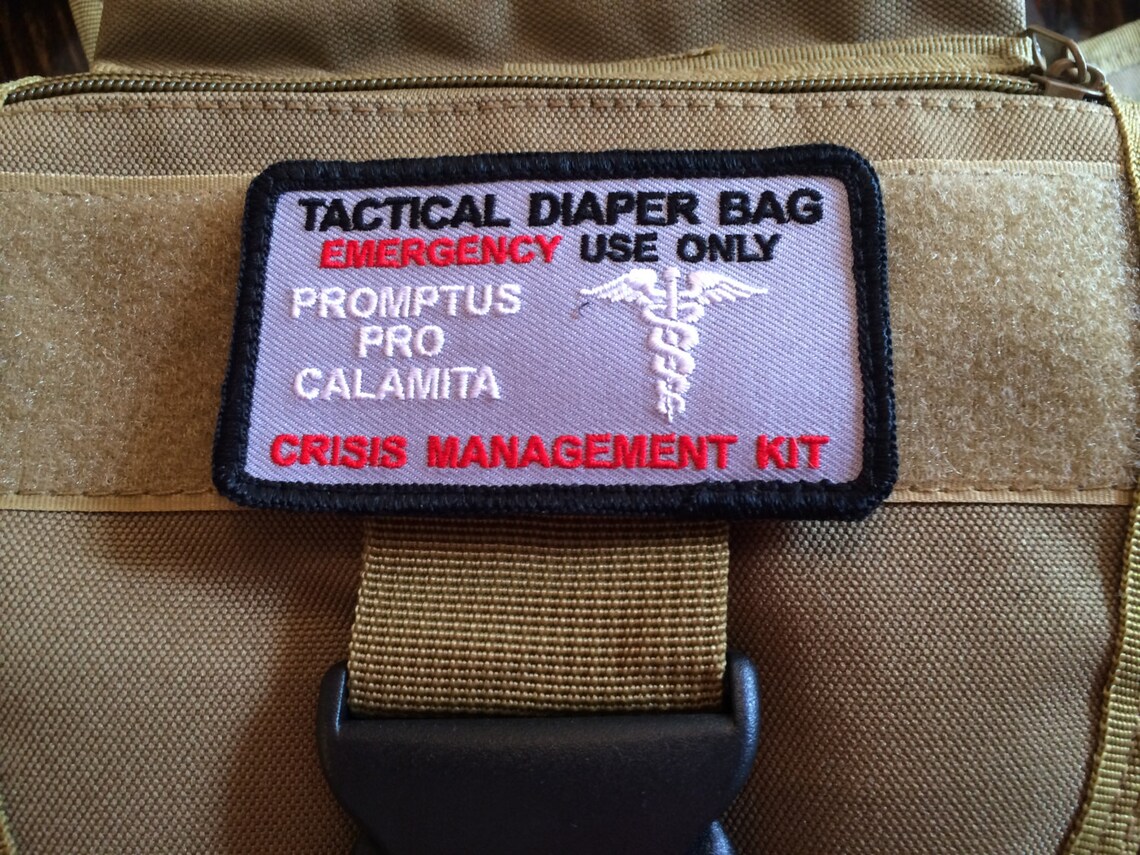 TACTICAL DIAPER BAG
EMERGENCY USE ONLY
PROMPTUS
PRO
CALAMITA
CRISIS MANAGEMENT KIT